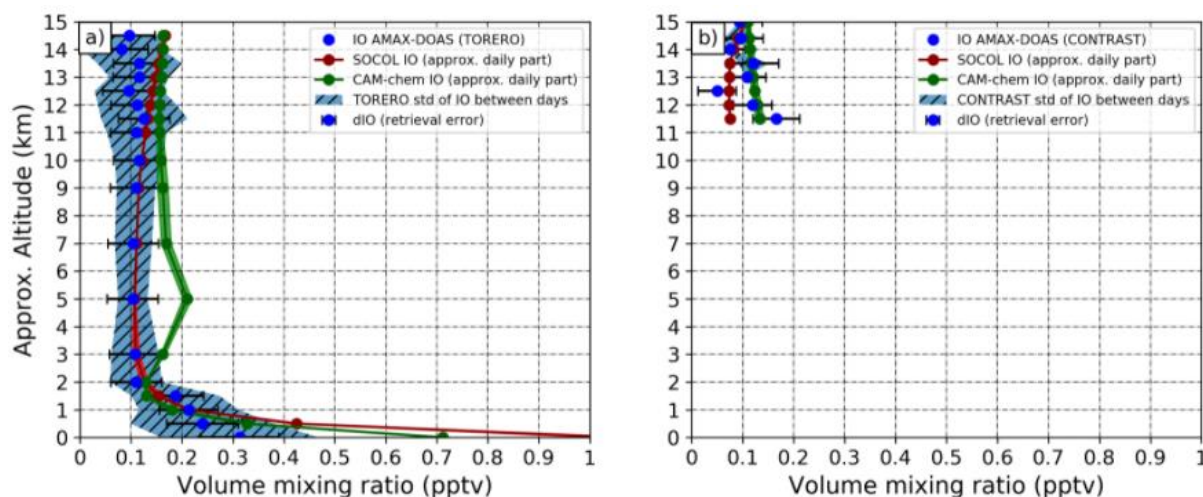 a)
IO AMAX-DOAS (TORERO)
SOCOL IO (approx. daily part)
CAM-chem IO (approx. daily part)
TORERO std of IO between days
dIO (retrieval error)
Approx. Altitude (km)
15
14
13
12
11
10
9
8
7
6
5
4
3
2
1
0
0 0.1 0.2 0.3 0.4 0.5 0.6 0.7 0.8 0.9 1
Volume mixing ratio (pptv)
b)
IO AMAX-DOAS (CONTRAST)
SOCOL IO (approx. daily part)
CAM-chem IO (approx. daily part)
CONTRAST std of IO between days
dIO (retrieval error)
15
14
13
12
11
10
9
8
7
6
5
4
3
2
1
0
0 0.1 0.2 0.3 0.4 0.5 0.6 0.7 0.8 0.9 1
Volume mixing ratio (pptv)